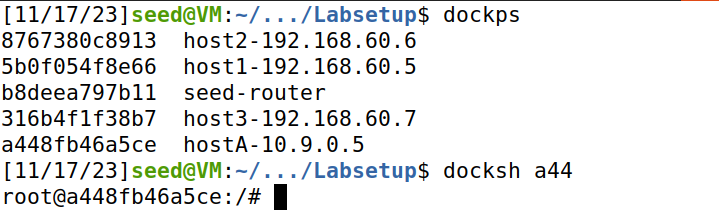 [11/17/23]seed@VM:~/.../Labsetup$ dockps
8767380c8913  host2-192.168.60.6
5b0f054f8e66  host1-192.168.60.5
b8deea797b11  seed-router
316b4f1f38b7  host3-192.168.60.7
a448fb46a5ce  hostA-10.9.0.5
[11/17/23]seed@VM:~/.../Labsetup$ docksh a44
root@a448fb46a5ce:/#